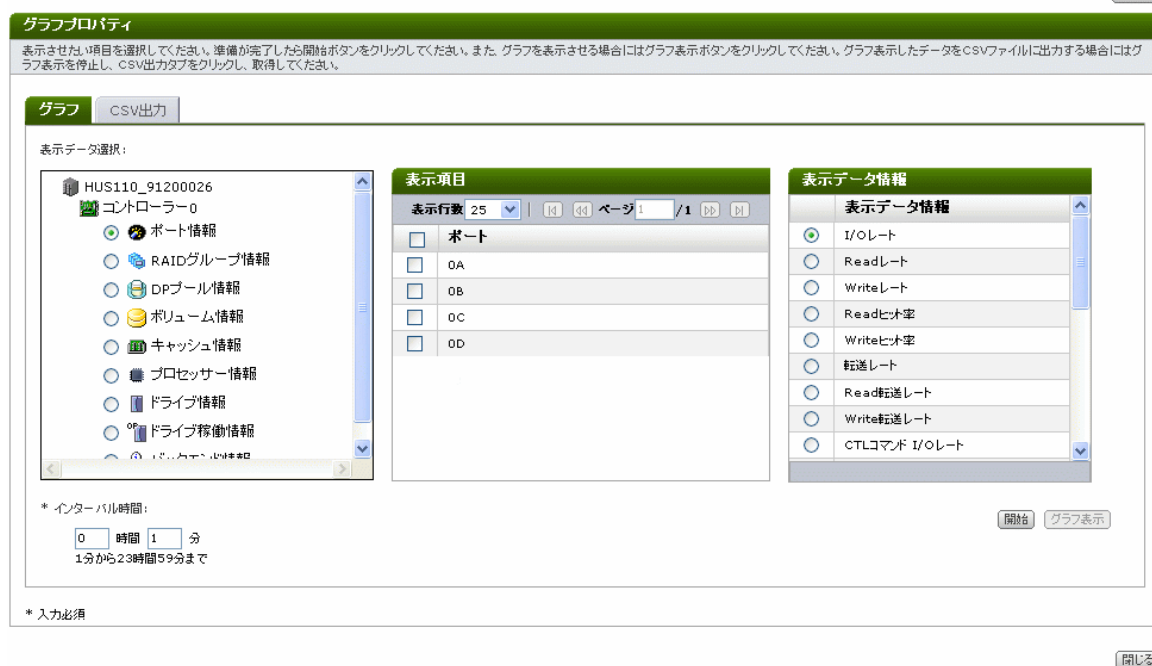 グラフプロパティ
表示させたい項目を選択してください。準備が完了したら開始ボタンをクリックしてください。また、グラフを表示させる場合にはグラフ表示ボタンをクリックしてください。グラフ表示したデータをCSVファイルに出力する場合にはグ
ラフ表示を停止し、CSV出力タブをクリックし、取得してください。
グラフ
CSV出力
表示データ選択:
HUS110_91200026
コントローラー0
ポート情報
RAIDグループ情報
DPプール情報
ボリューム情報
キャッシュ情報
プロセッサー情報
ドライブ情報
ドライブ稼働情報
バックエンド情報
表示項目
表示行数 25 | ページ 1 /1
ポート
0A
0B
0C
0D
表示データ情報
表示データ情報
I/Oレート
Readレート
Writeレート
Readヒット率
Writeヒット率
転送レート
Read転送レート
Write転送レート
CTLコマンド I/Oレート
* インターバル時間:
0 時間 1 分
1分から23時間59分まで
開始 グラフ表示
* 入力必須
閉じる